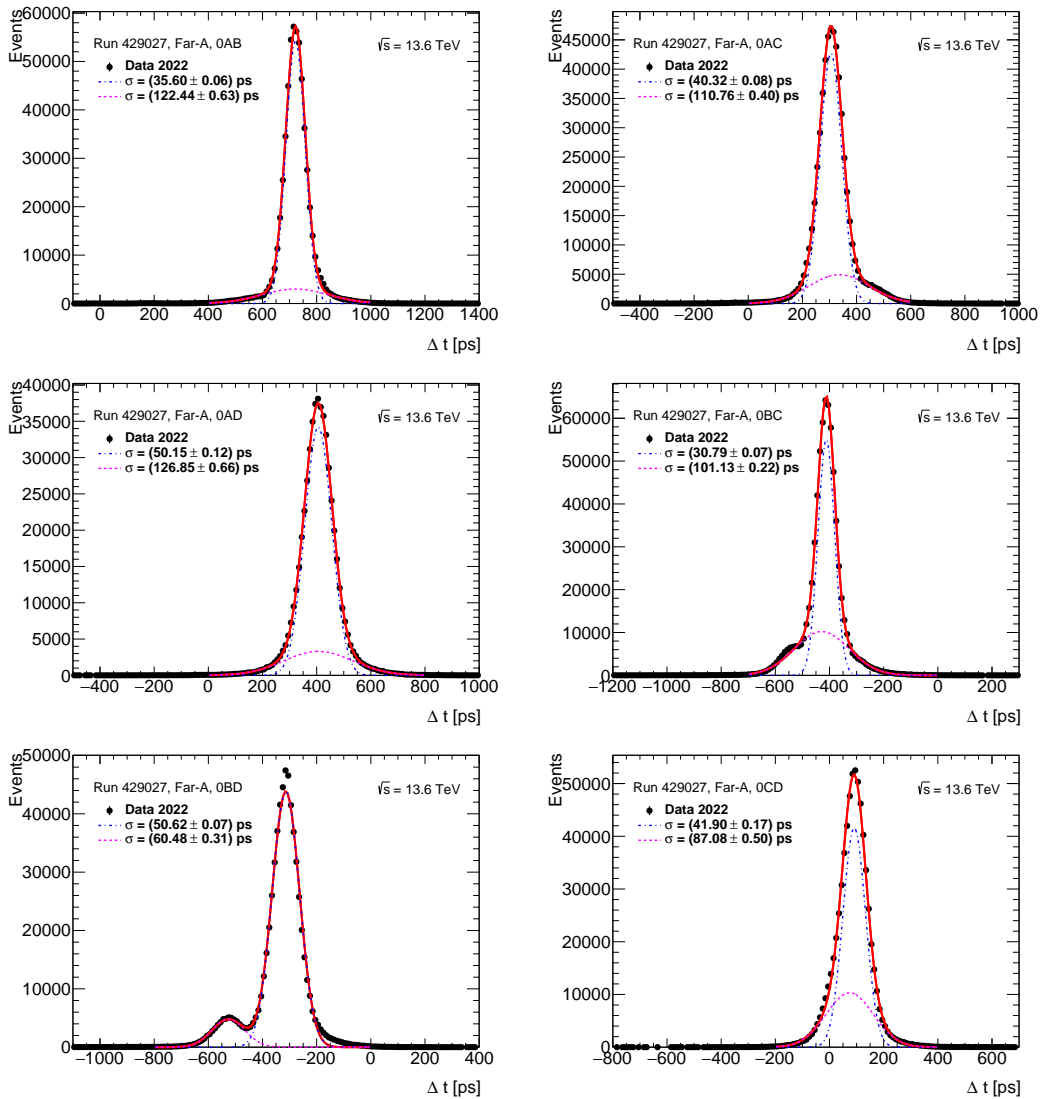 Events
Run 429027, Far-A, 0AB
√s = 13.6 TeV
Data 2022
σ = (35.60 ± 0.06) ps
σ = (122.44 ± 0.63) ps
60000
50000
40000
30000
20000
10000
0
0 200 400 600 800 1000 1200 1400
Δ t [ps]
Events
Run 429027, Far-A, 0AC
√s = 13.6 TeV
Data 2022
σ = (40.32 ± 0.08) ps
σ = (110.76 ± 0.40) ps
45000
40000
35000
30000
25000
20000
15000
10000
5000
0
−400 −200 0 200 400 600 800 1000
Δ t [ps]
Events
Run 429027, Far-A, 0AD
√s = 13.6 TeV
Data 2022
σ = (50.15 ± 0.12) ps
σ = (126.85 ± 0.66) ps
40000
35000
30000
25000
20000
15000
10000
5000
0
−400 −200 0 200 400 600 800 1000
Δ t [ps]
Events
Run 429027, Far-A, 0BC
√s = 13.6 TeV
Data 2022
σ = (30.79 ± 0.07) ps
σ = (101.13 ± 0.22) ps
60000
50000
40000
30000
20000
10000
0
−1200 −1000 −800 −600 −400 −200 0 200
Δ t [ps]
Events
Run 429027, Far-A, 0BD
√s = 13.6 TeV
Data 2022
σ = (50.62 ± 0.07) ps
σ = (60.48 ± 0.31) ps
50000
40000
30000
20000
10000
0
−1000 −800 −600 −400 −200 0 200 400
Δ t [ps]
Events
Run 429027, Far-A, 0CD
√s = 13.6 TeV
Data 2022
σ = (41.90 ± 0.17) ps
σ = (87.08 ± 0.50) ps
50000
40000
30000
20000
10000
0
−800 −600 −400 −200 0 200 400 600
Δ t [ps]